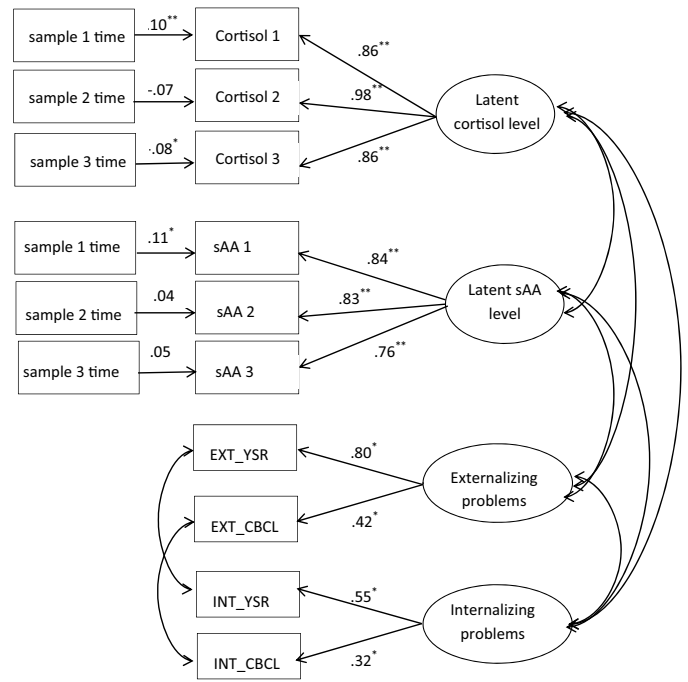 sample 1 time
.10**
Cortisol 1
.86**
sample 2 time
-.07
Cortisol 2
.98**
Latent
cortisol level
sample 3 time
-.08*
Cortisol 3
.86**
sample 1 time
.11*
sAA 1
.84**
sample 2 time
.04
sAA 2
.83**
Latent sAA
level
sample 3 time
.05
sAA 3
.76**
EXT_YSR
.80*
Externalizing
problems
EXT_CBCL
.42*
INT_YSR
.55*
Internalizing
problems
INT_CBCL
.32*